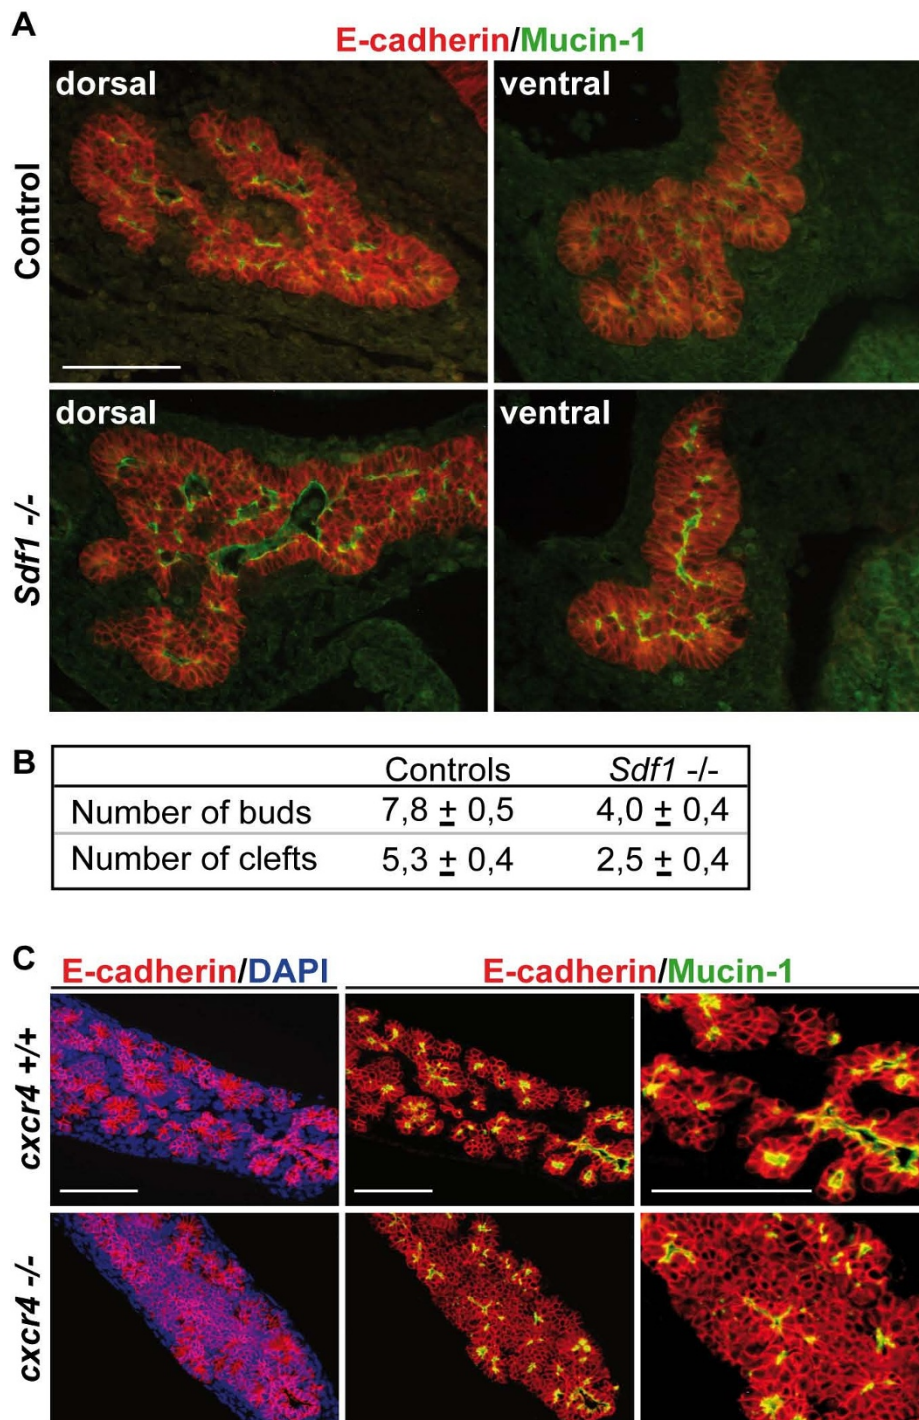 A
E-cadherin/Mucin-1
Control
dorsal
ventral
Sdf1 -/-
dorsal
ventral
B
Controls Sdf1 -/-
Number of buds 7,8 ± 0,5 4,0 ± 0,4
Number of clefts 5,3 ± 0,4 2,5 ± 0,4
C
E-cadherin/DAPI E-cadherin/Mucin-1
cxcr4 +/+
cxcr4 -/-